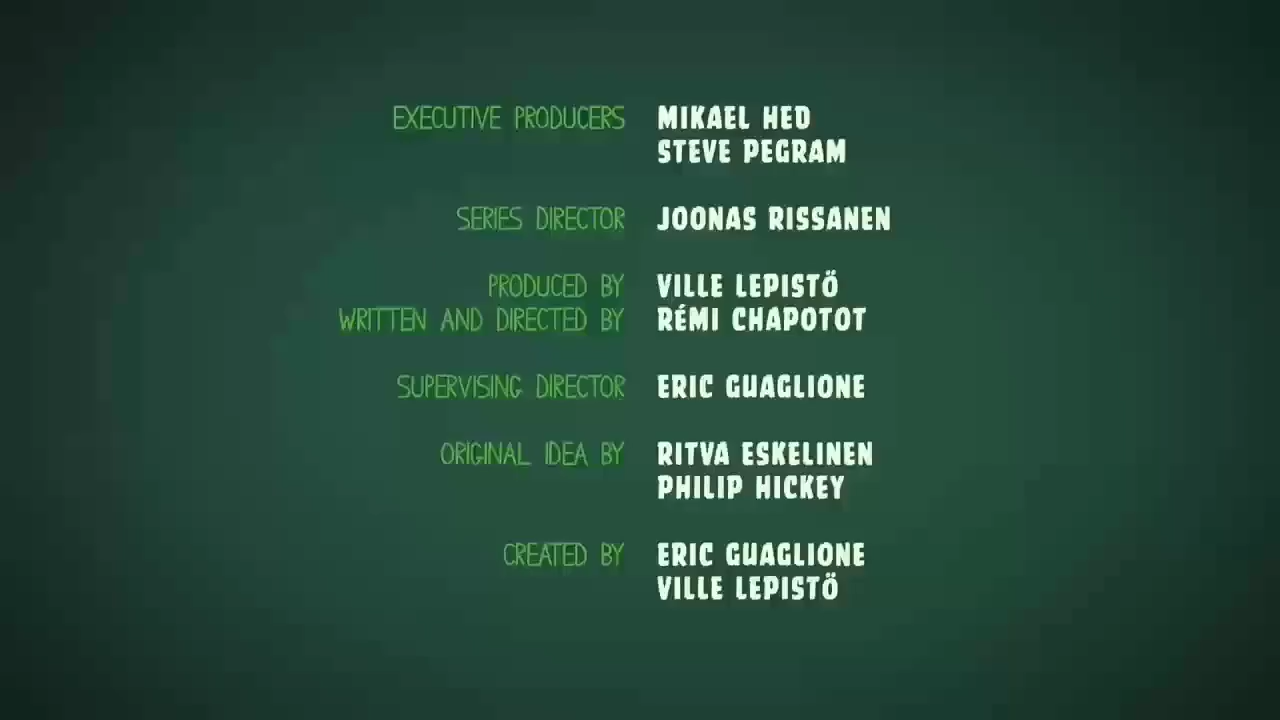 EXECUTIVE PRODUCERS MIKAEL HED
STEVE PEGRAM
SERIES DIRECTOR JOONAS RISSANEN
PRODUCED BY VILLE LEPISTÖ
WRITTEN AND DIRECTED BY RÉMI CHAPOTOT
SUPERVISING DIRECTOR ERIC GUAGLIONE
ORIGINAL IDEA BY RITVA ESKELINEN
PHILIP HICKEY
CREATED BY ERIC GUAGLIONE
VILLE LEPISTÖ